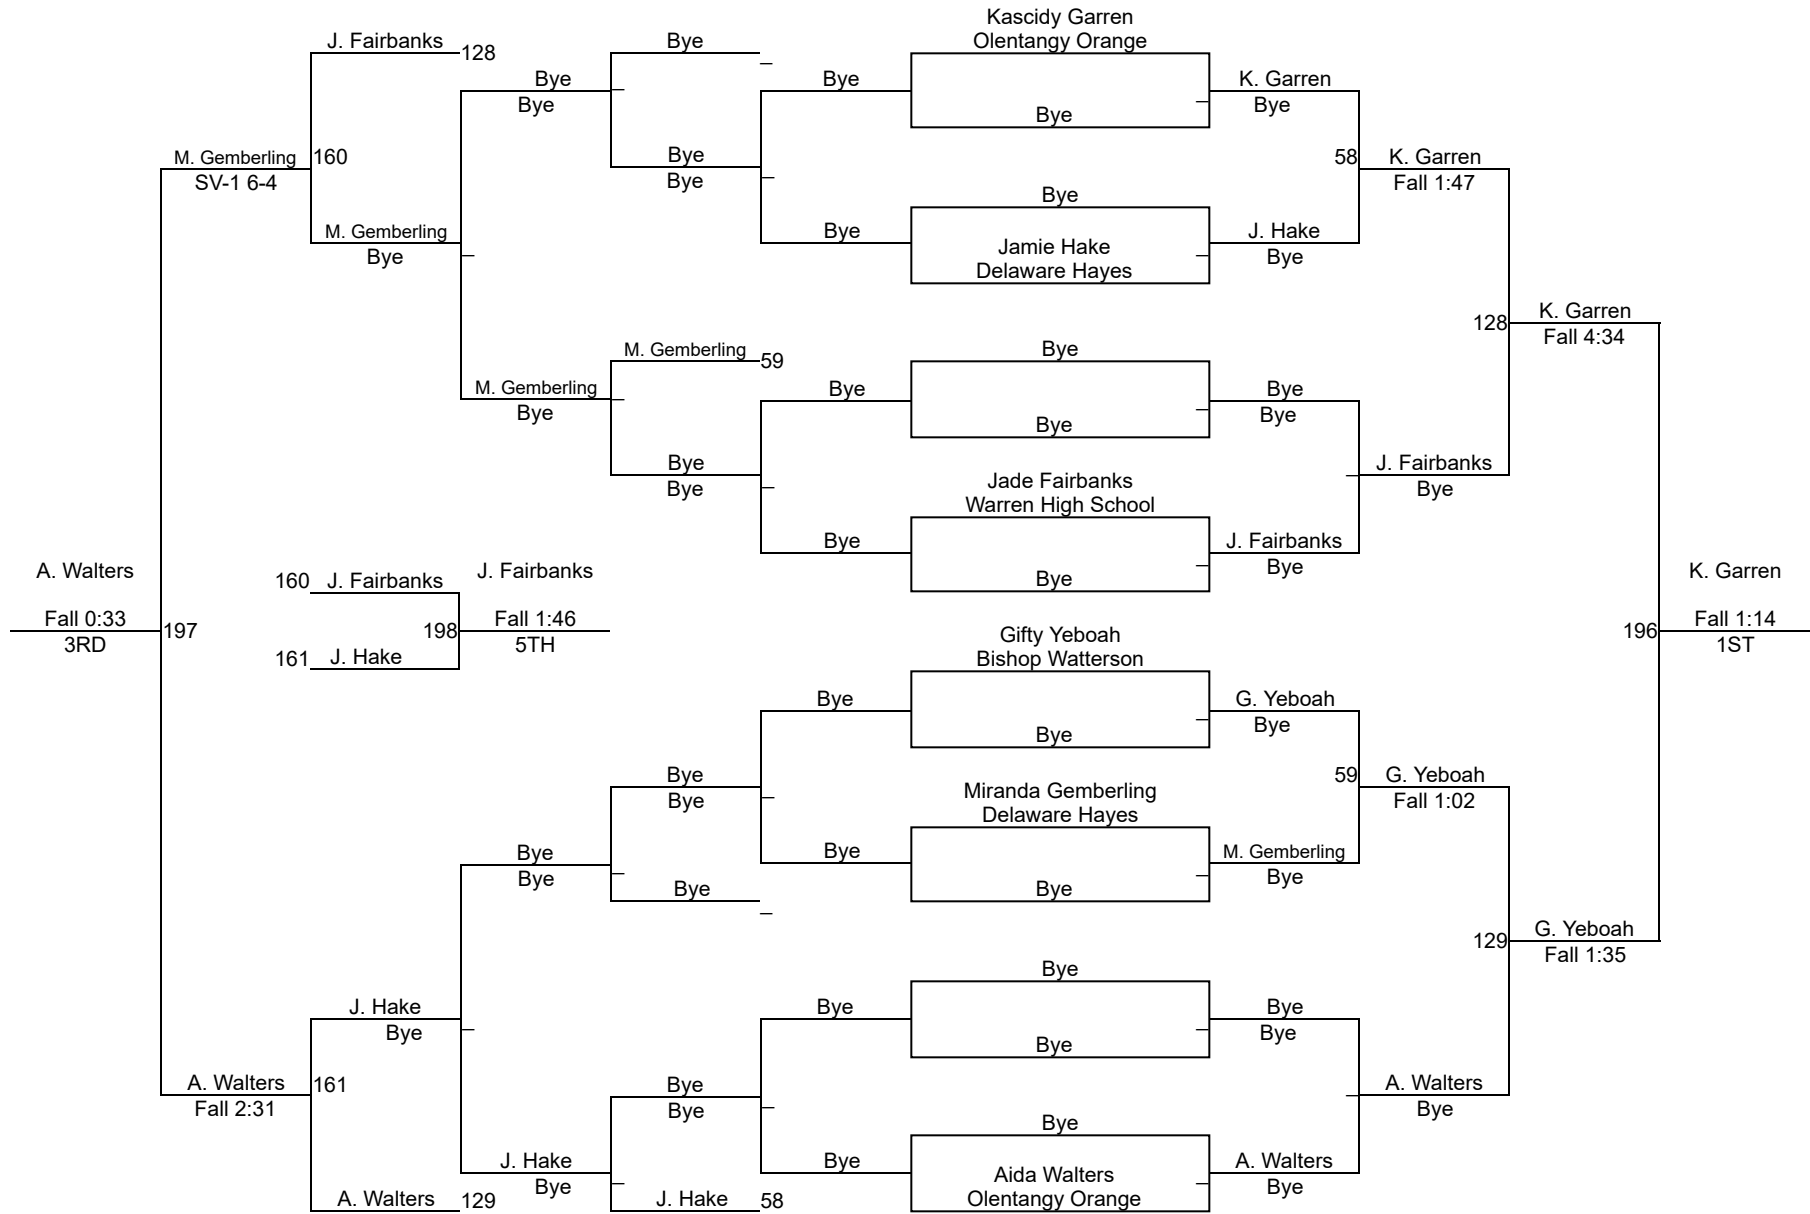 Kascidy Garren
Olentangy Orange
J. Fairbanks
128
Bye
Bye
Bye
Bye
K. Garren
Bye
Bye
M. Gemberling
160
SV-1 6-4
Bye
Bye
58
K. Garren
Fall 1:47
Bye
M. Gemberling
Bye
Bye
Jamie Hake
Delaware Hayes
J. Hake
Bye
128
K. Garren
Fall 4:34
M. Gemberling
59
Bye
M. Gemberling
Bye
Bye
Bye
Bye
Bye
Bye
Bye
J. Fairbanks
Bye
Jade Fairbanks
Warren High School
Bye
J. Fairbanks
Bye
Bye
A. Walters
Fall 0:33
3RD
197
160
J. Fairbanks
161
J. Hake
198
J. Fairbanks
Fall 1:46
5TH
K. Garren
196
Fall 1:14
1ST
Gifty Yeboah
Bishop Watterson
Bye
G. Yeboah
Bye
Bye
Bye
Bye
59
G. Yeboah
Fall 1:02
Miranda Gemberling
Delaware Hayes
Bye
Bye
Bye
M. Gemberling
Bye
Bye
Bye
129
G. Yeboah
Fall 1:35
Bye
J. Hake
Bye
Bye
Bye
Bye
Bye
A. Walters
Fall 2:31
161
Bye
Bye
A. Walters
Bye
Bye
J. Hake
Bye
Bye
Aida Walters
Olentangy Orange
A. Walters
Bye
A. Walters
129
J. Hake
58